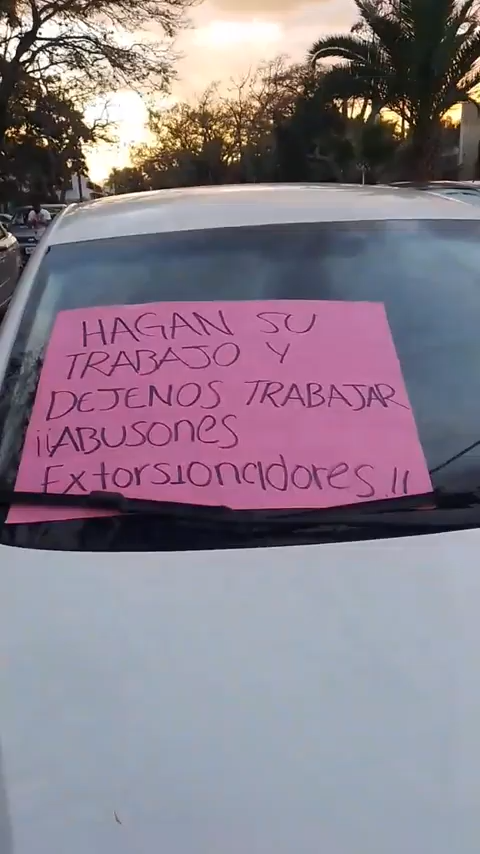 HAGAN SU
TRABAJO Y
DEJENOS TRABAJAR
¡¡ABUSONES
Extorsionadores!!